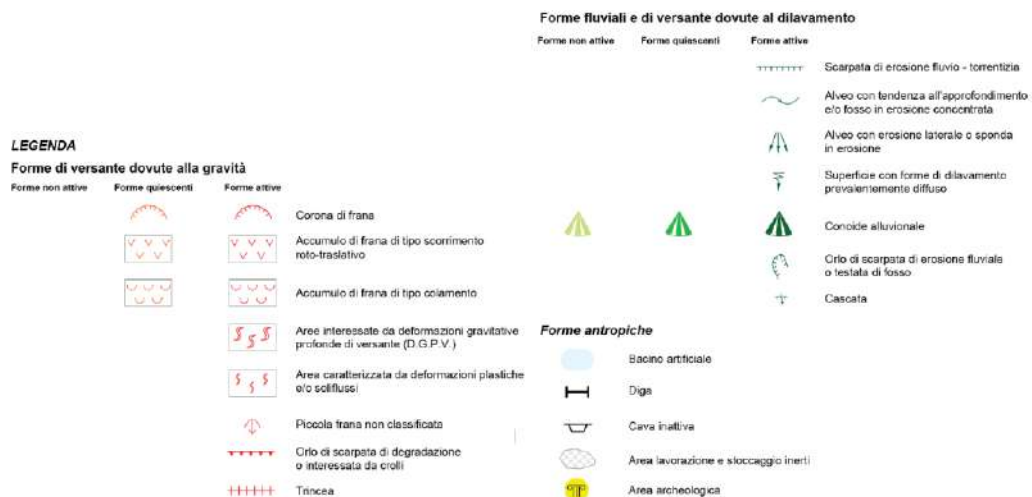 LEGENDA
Forme di versante dovute alla gravità
Forme non attive Forme quiescenti Forme attive
Corona di frana
Accumulo di frana di tipo scorrimento
roto-traslativo
Accumulo di frana di tipo colamento
Aree interessate da deformazioni gravitative
profonde di versante (D.G.P.V.)
Area caratterizzata da deformazioni plastiche
e/o soliflussi
Piccola frana non classificata
Orlo di scarpata di degradazione
o interessata da crolli
Trincea
Forme fluviali e di versante dovute al dilavamento
Forme non attive Forme quiescenti Forme attive
Scarpata di erosione fluvio - torrentizia
Alveo con tendenza all'approfondimento
e/o fosso in erosione concentrata
Alveo con erosione laterale o sponda
in erosione
Superficie con forme di dilavamento
prevalentemente diffuso
Conoide alluvionale
Orlo di scarpata di erosione fluviale
o testata di fosso
Cascata
Forme antropiche
Bacino artificiale
Diga
Cava inattiva
Area lavorazione e stoccaggio inerti
Area archeologica